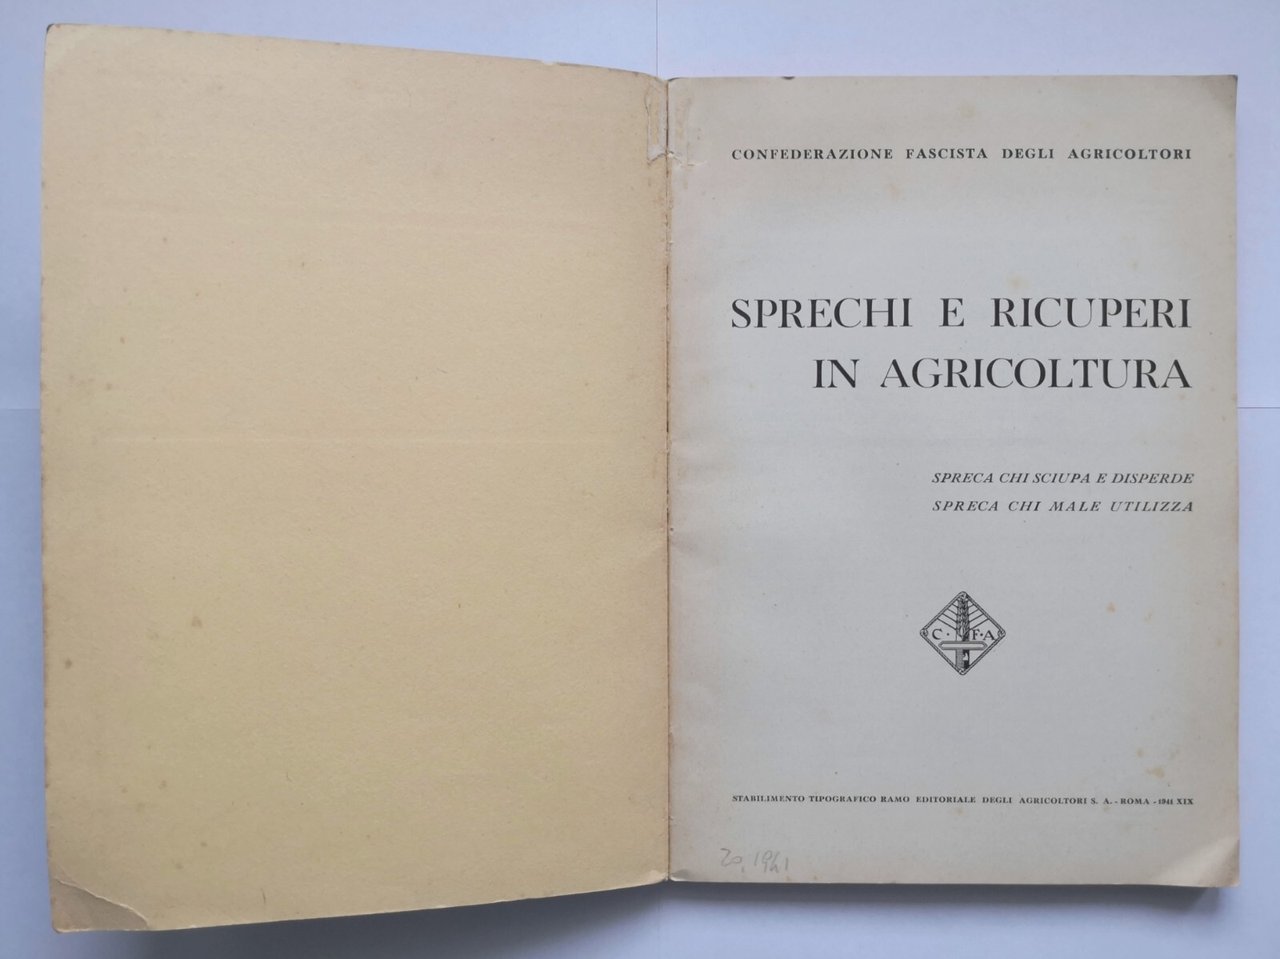 CONFEDERAZIONE FASCISTA DEGLI AGRICOLTORI
SPRECHI E RICUPERI
IN AGRICOLTURA
SPRECA CHI SCIUPA E DISPERDE
SPRECA CHI MALE UTILIZZA
C·F·A
STABILIMENTO TIPOGRAFICO RAMO EDITORIALE DEGLI AGRICOLTORI S. A. - ROMA - 1941 XIX
20, 1941